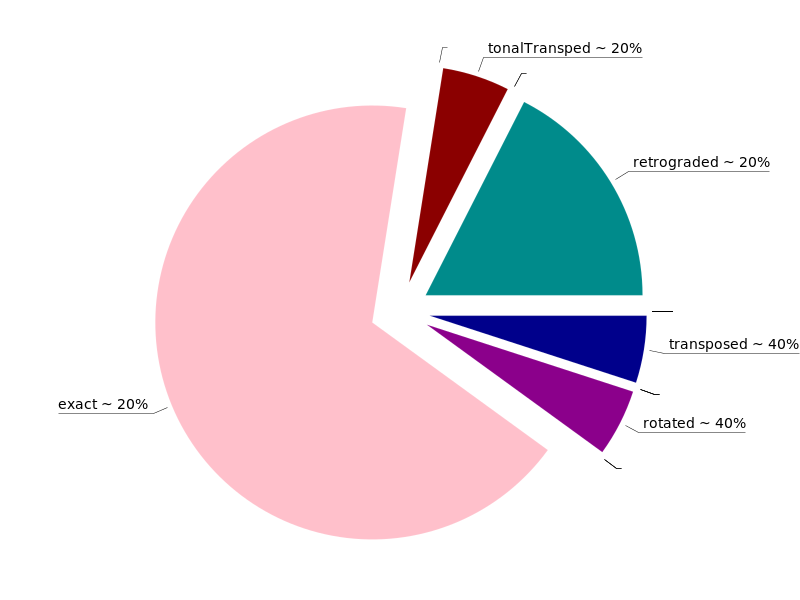 tonalTransped ~ 20%
retrograded ~ 20%
transposed ~ 40%
exact ~ 20%
rotated ~ 40%